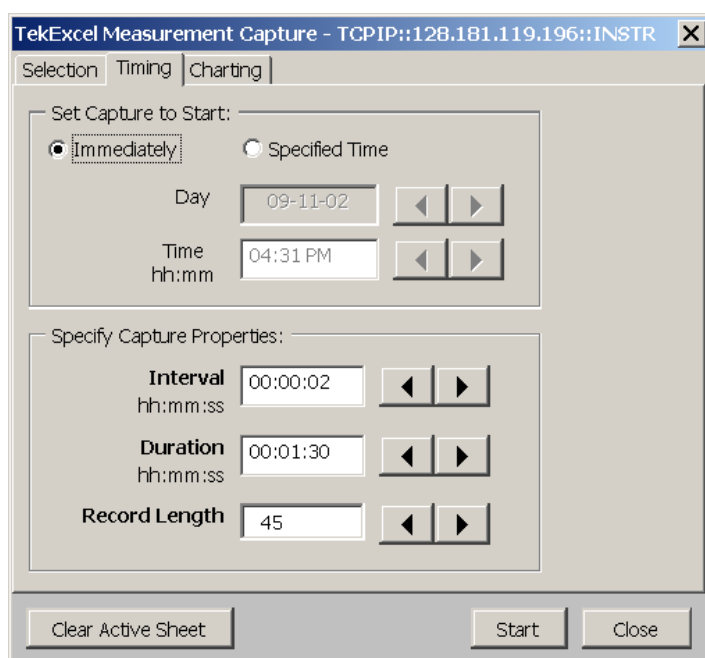 TekExcel Measurement Capture - TCPIP::128.181.119.196::INSTR
Selection Timing Charting
Set Capture to Start:
Immediately Specified Time
Day 09-11-02
Time 04:31 PM
hh:mm
Specify Capture Properties:
Interval 00:00:02
hh:mm:ss
Duration 00:01:30
hh:mm:ss
Record Length 45
Clear Active Sheet Start Close